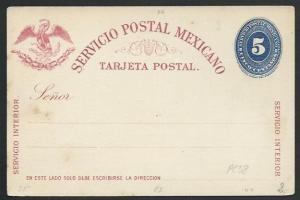 SERVICIO POSTAL MEXICANO
5
TARJETA POSTAL.
Señor
SERVICIO INTERIOR
SERVICIO INTERIOR
EN ESTE LADO SOLO DEBE ESCRIBIRSE LA DIRECCION
2